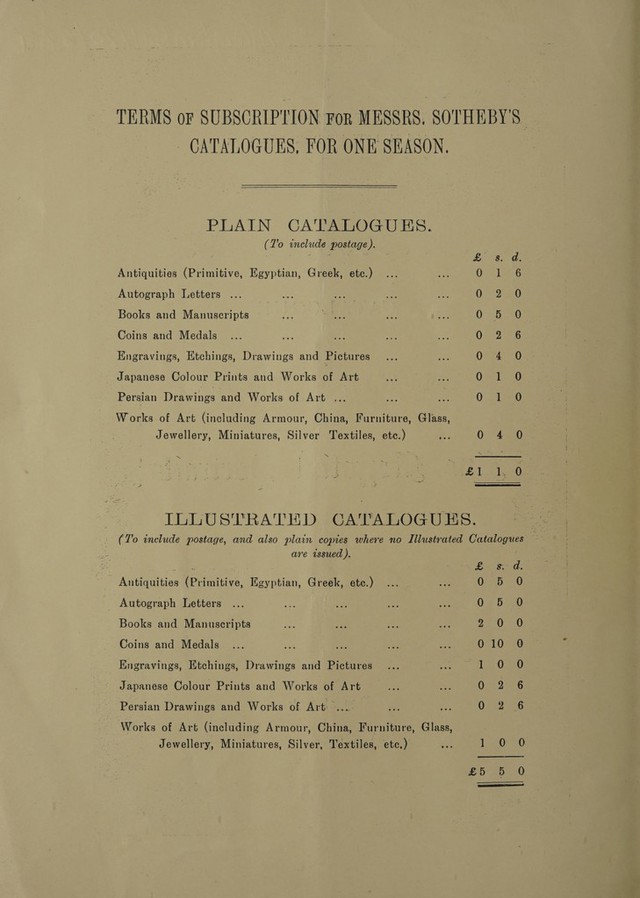 TERMS OF SUBSCRIPTION FOR MESSRS. SOTHEBY'S
CATALOGUES, FOR ONE SEASON.
PLAIN CATALOGUES.
(To include postage).
£ s. d.
Antiquities (Primitive, Egyptian, Greek, etc.) ... ... 0 1 6
Autograph Letters ... ... ... ... ... 0 2 0
Books and Manuscripts ... ... ... ... 0 5 0
Coins and Medals ... ... ... ... ... 0 2 6
Engravings, Etchings, Drawings and Pictures ... ... 0 4 0
Japanese Colour Prints and Works of Art ... ... 0 1 0
Persian Drawings and Works of Art ... ... ... 0 1 0
Works of Art (including Armour, China, Furniture, Glass,
Jewellery, Miniatures, Silver Textiles, etc.) ... 0 4 0
£1 1 0
ILLUSTRATED CATALOGUES.
(To include postage, and also plain copies where no Illustrated Catalogues
are issued).
£ s. d.
Antiquities (Primitive, Egyptian, Greek, etc.) ... ... 0 5 0
Autograph Letters ... ... ... ... ... 0 5 0
Books and Manuscripts ... ... ... ... 2 0 0
Coins and Medals ... ... ... ... ... 0 10 0
Engravings, Etchings, Drawings and Pictures ... ... 1 0 0
Japanese Colour Prints and Works of Art ... ... 0 2 6
Persian Drawings and Works of Art ... ... ... 0 2 6
Works of Art (including Armour, China, Furniture, Glass,
Jewellery, Miniatures, Silver, Textiles, etc.) ... 1 0 0
£5 5 0